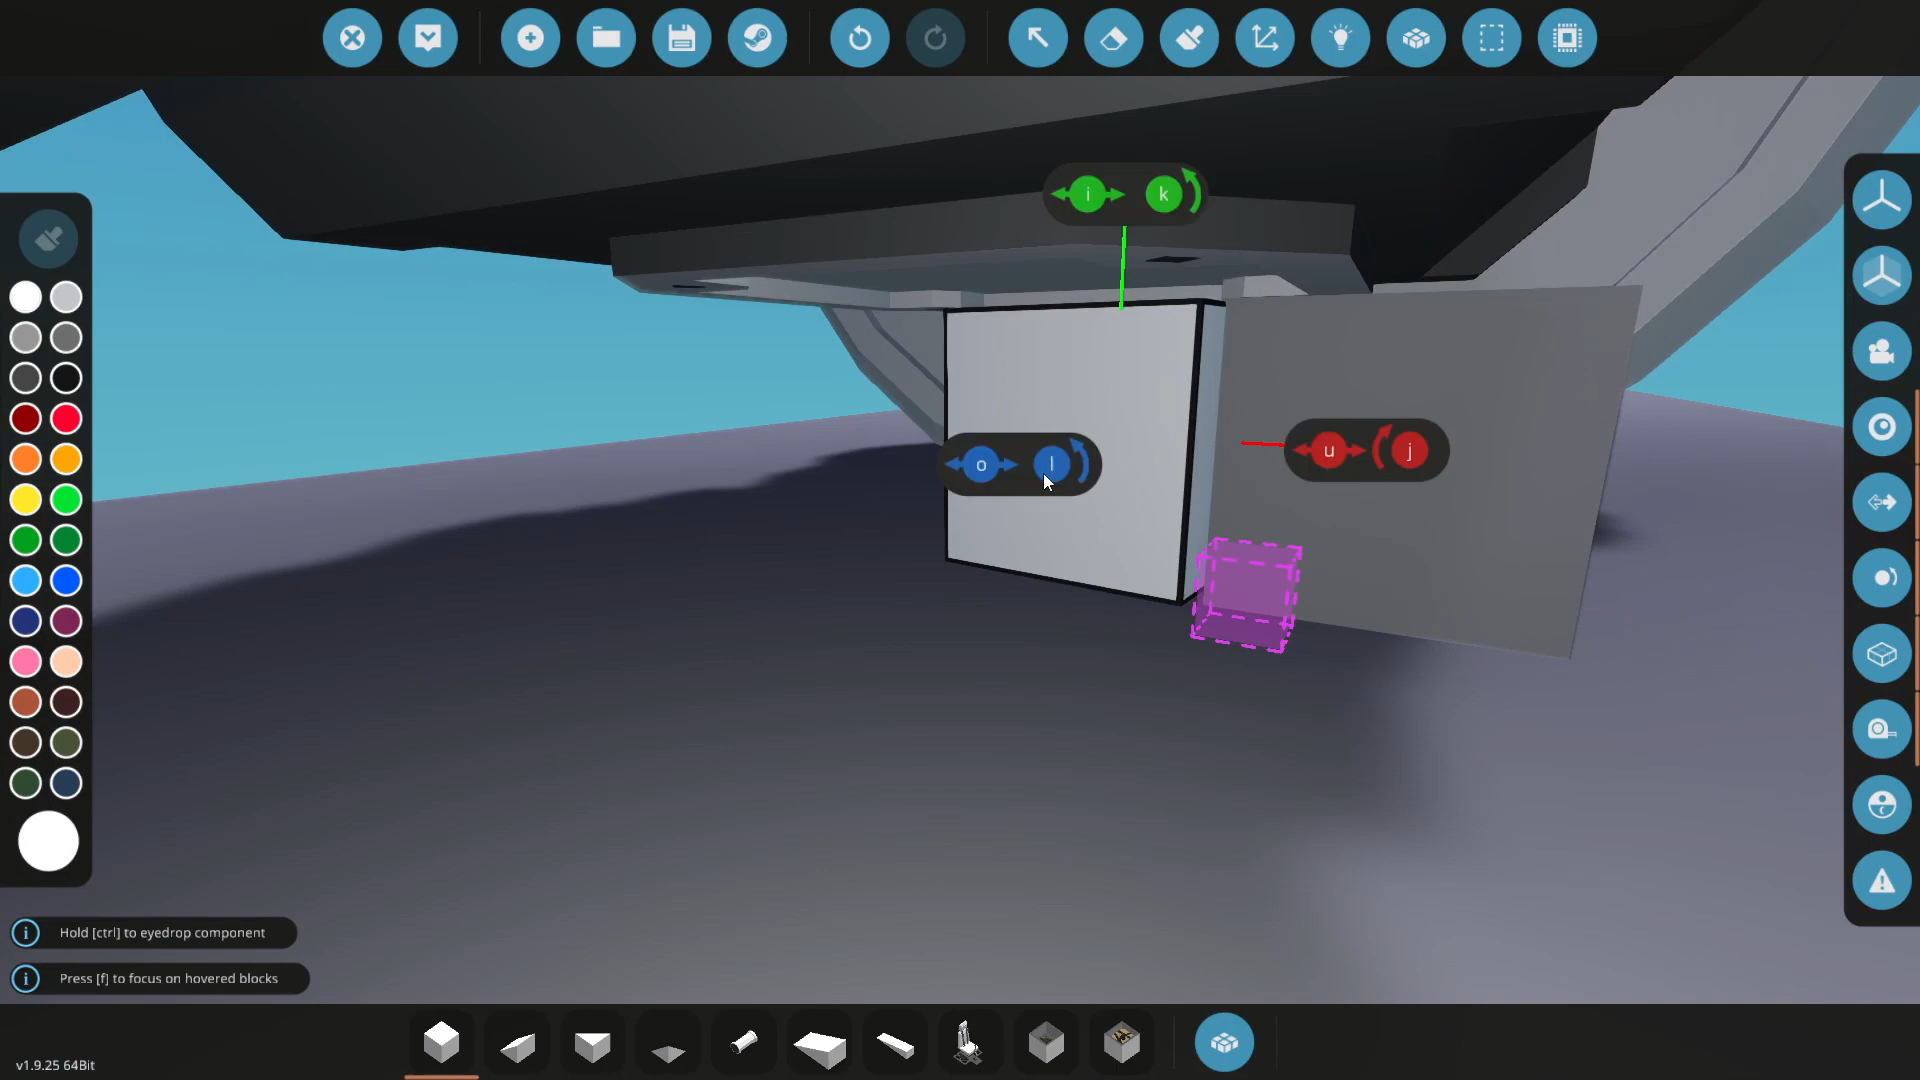 i k
o l
u j
Hold [ctrl] to eyedrop component
Press [f] to focus on hovered blocks
v1.9.25 64Bit